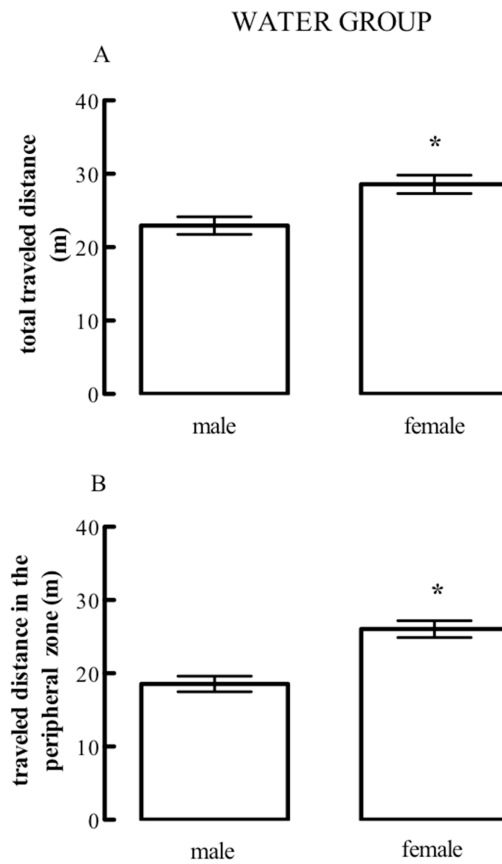 WATER GROUP
A
total traveled distance
(m)
40
30
20
10
0
*
male
female
B
traveled distance in the
peripheral zone (m)
40
30
20
10
0
*
male
female